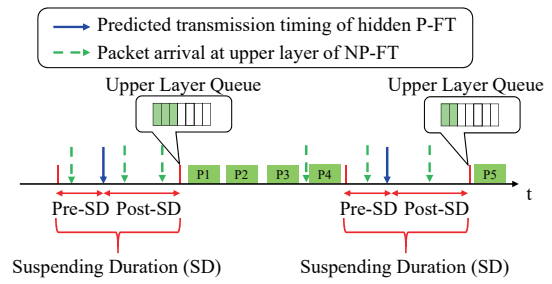 Predicted transmission timing of hidden P-FT
Packet arrival at upper layer of NP-FT
Upper Layer Queue
Upper Layer Queue
P1
P2
P3
P4
P5
t
Pre-SD
Post-SD
Pre-SD
Post-SD
Suspending Duration (SD)
Suspending Duration (SD)